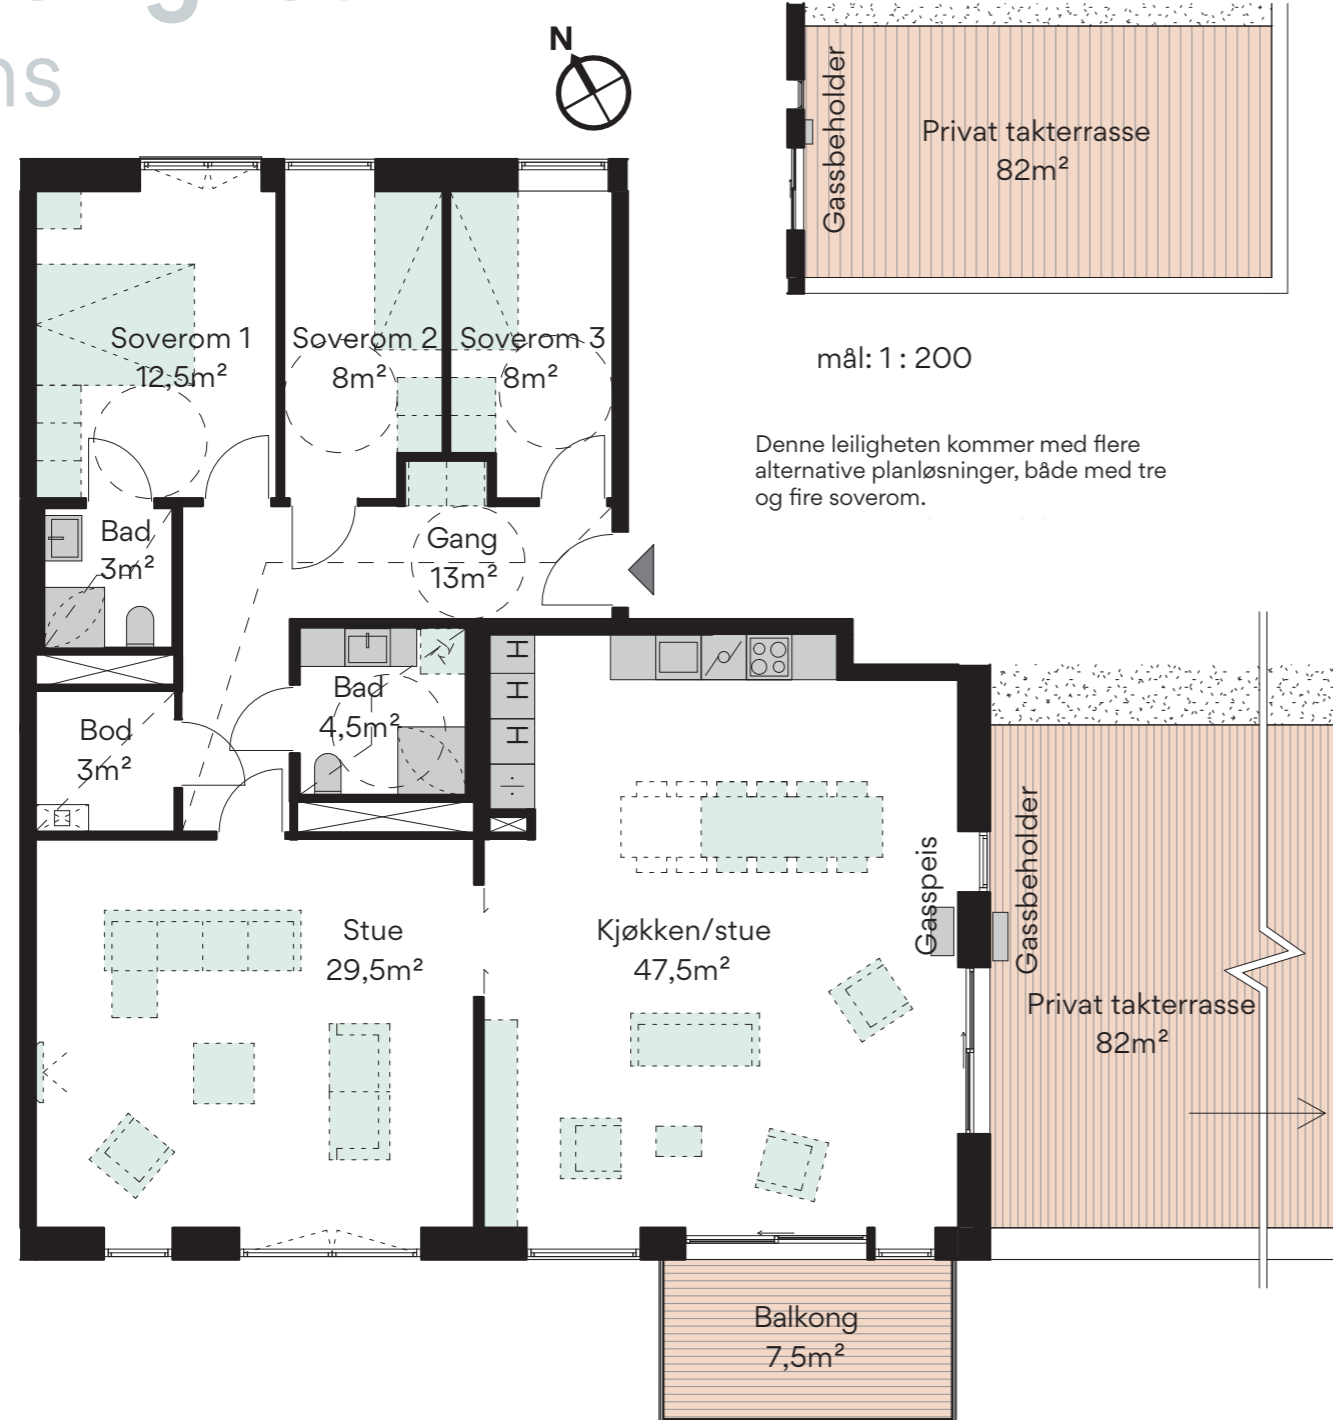 ns
N
Gassbeholder
Privat takterrasse
82m²
mål: 1 : 200
Denne leiligheten kommer med flere
alternative planløsninger, både med tre
og fire soverom.
Soverom 1
12,5m²
Soverom 2
8m²
Soverom 3
8m²
Bad
3m²
Gang
13m²
Bad
4,5m²
Bod
3m²
Stue
29,5m²
Kjøkken/stue
47,5m²
Gasspeis
Gassbeholder
Privat takterrasse
82m²
Balkong
7,5m²